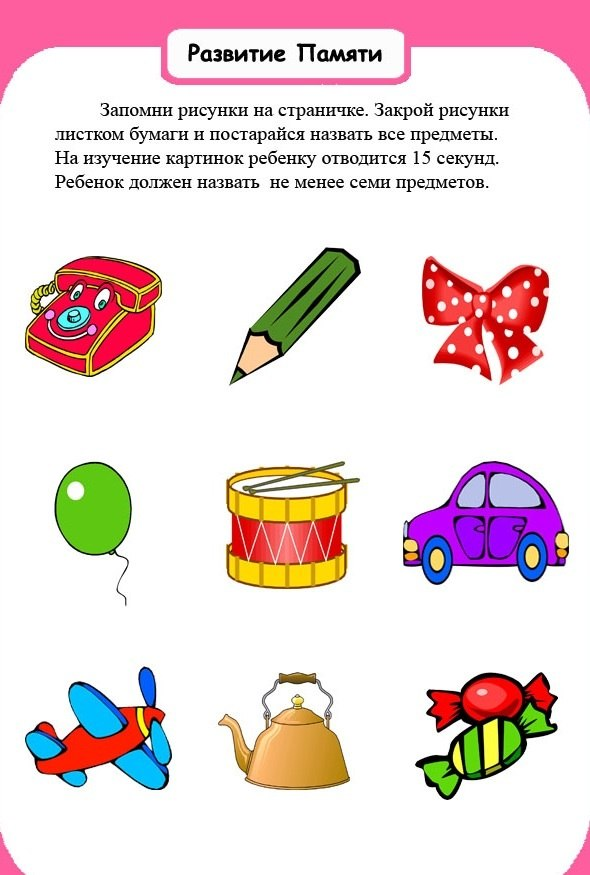 Развитие Памяти
Запомни рисунки на страничке. Закрой рисунки
листком бумаги и постарайся назвать все предметы.
На изучение картинок ребенку отводится 15 секунд.
Ребенок должен назвать  не менее семи предметов.